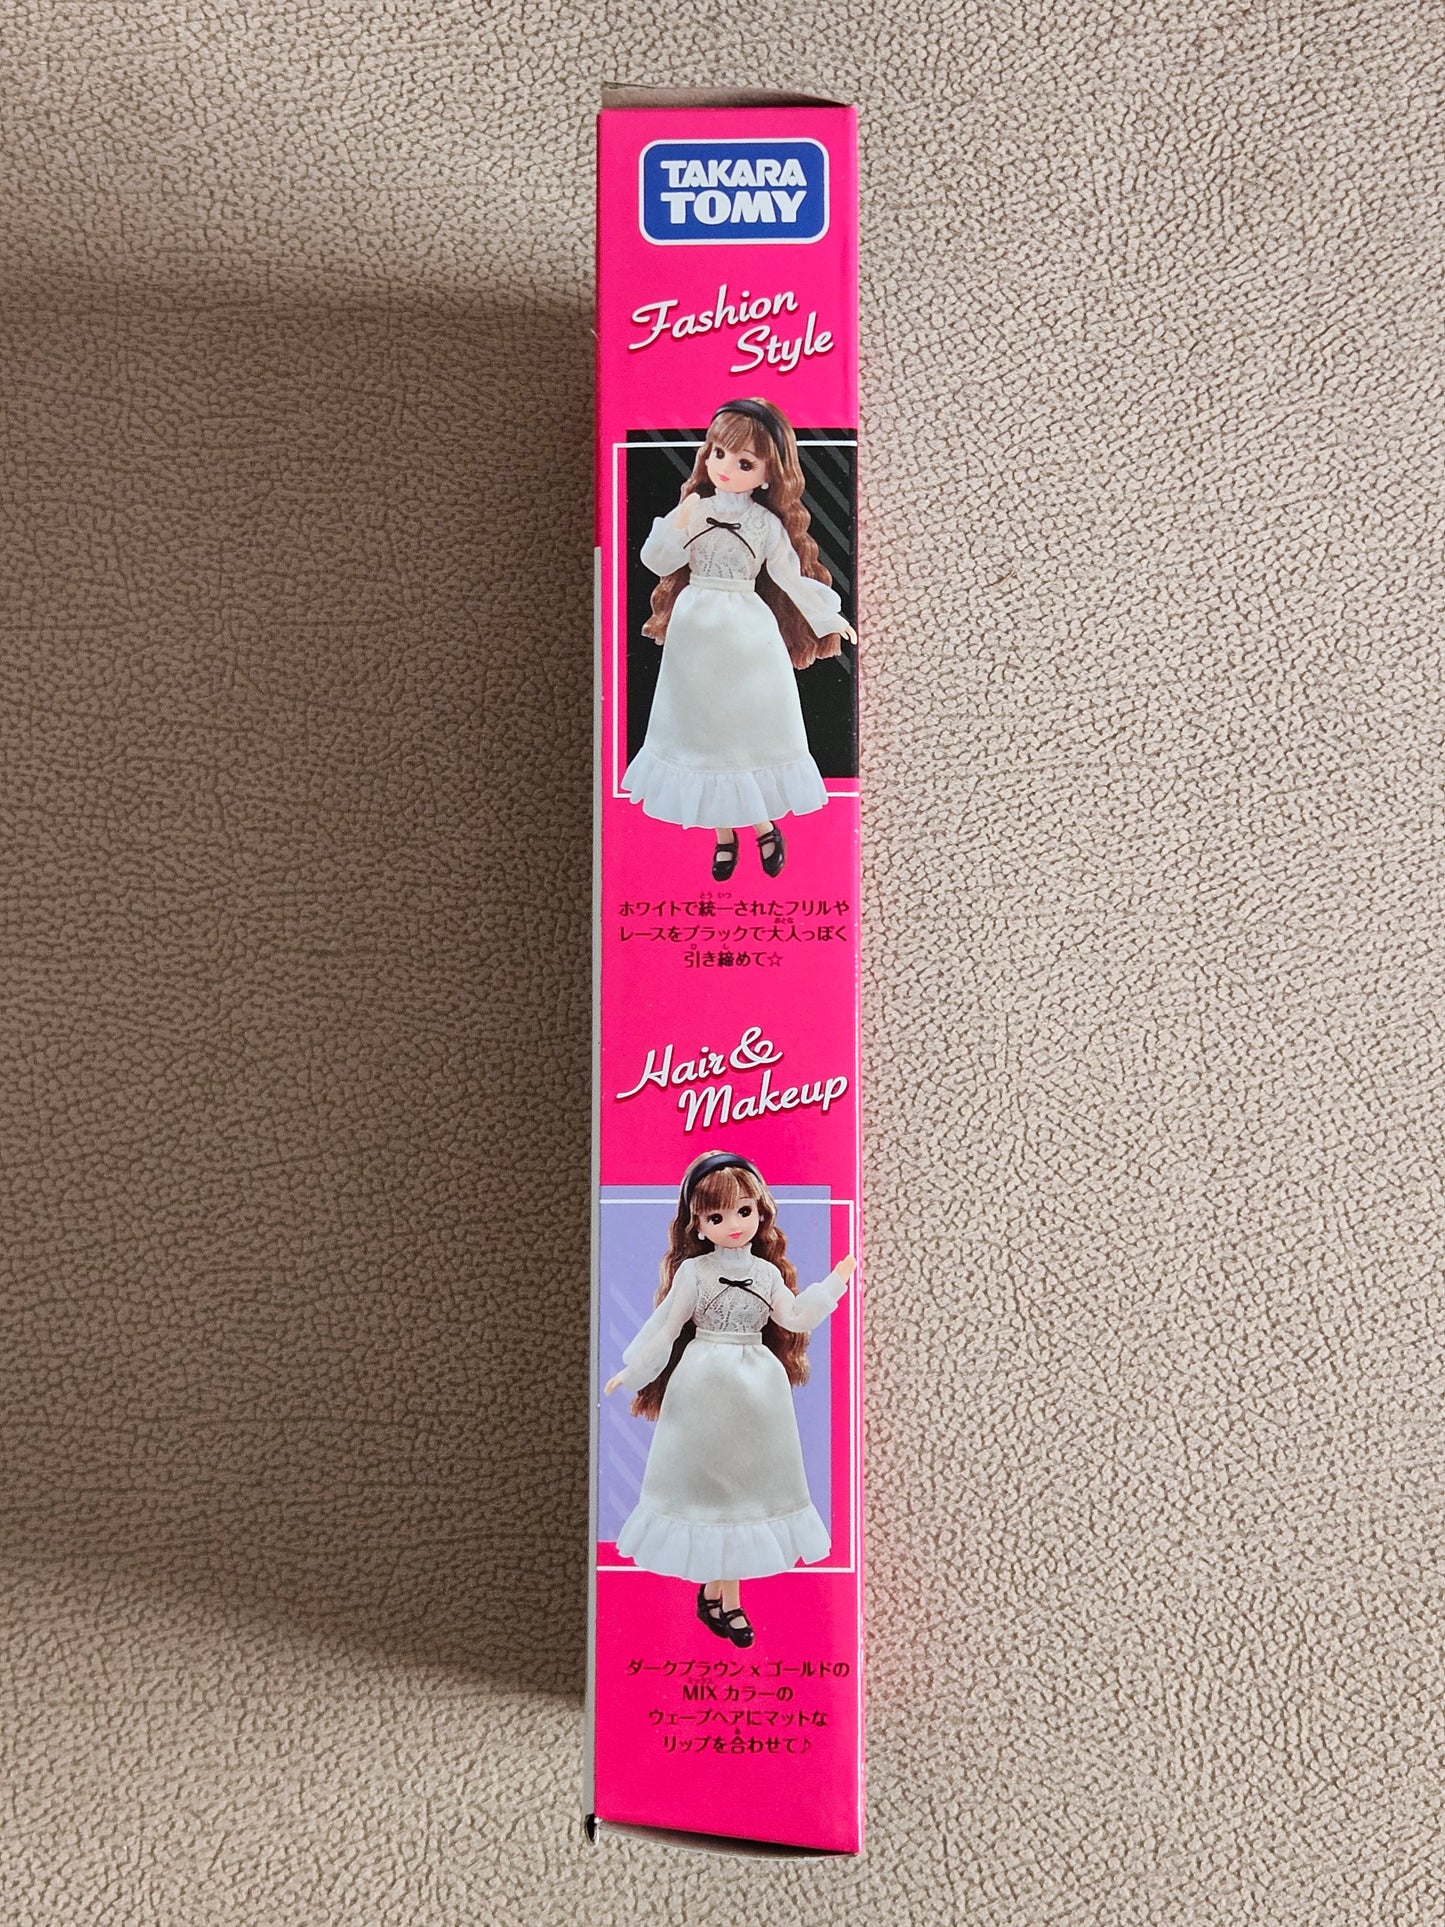 TAKARA
TOMY
Fashion
Style
ホワイトで統一されたフリルや
レースをブラックで大人っぽく
引き締めて☆
Hair &
Makeup
ダークブラウン x ゴールドの
MIX カラーの
ウェーブヘアにマットな
リップを合わせて♪